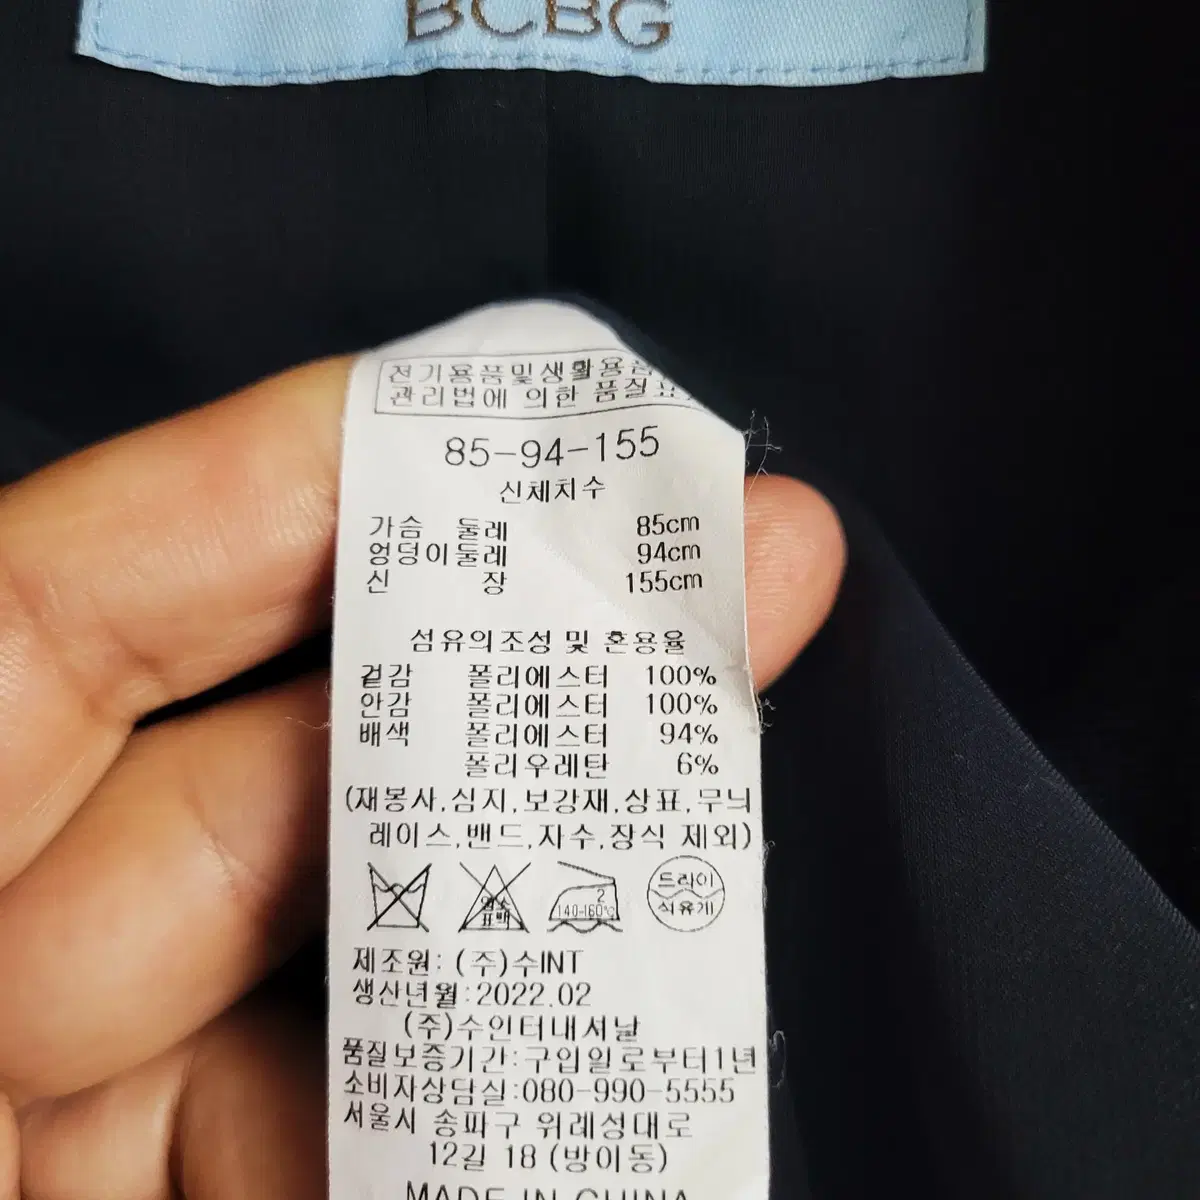 BCBG
전기용품및생활용품
관리법에 의한 품질표
85-94-155
신체치수
가슴 둘레 85cm
엉덩이둘레 94cm
신 장 155cm
섬유의조성 및 혼용율
겉감 폴리에스터 100%
안감 폴리에스터 100%
배색 폴리에스터 94%
폴리우레탄 6%
(재봉사,심지,보강재,상표,무늬
레이스,밴드,자수,장식 제외)
염소
표백
2
140-160℃
드라이
석유계
제조원: (주)수INT
생산년월:2022.02
(주)수인터내셔날
품질보증기간:구입일로부터1년
소비자상담실:080-990-5555
서울시 송파구 위례성대로
12길 18 (방이동)
MADE IN CHINA